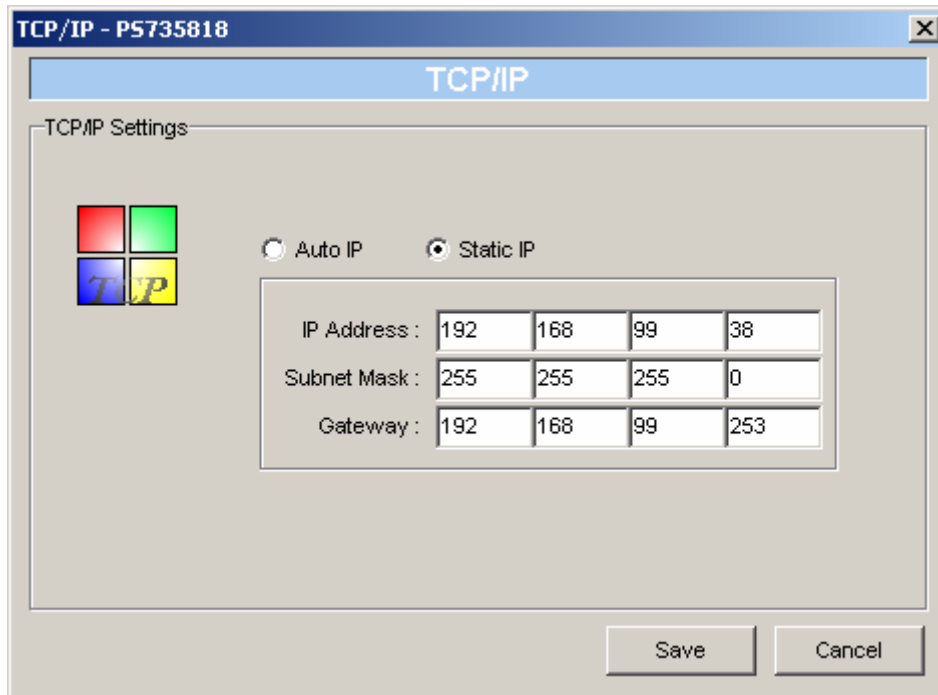 TCP/IP - PS735818
TCP/IP
TCP/IP Settings
TCP
Auto IP Static IP
IP Address : 192 168 99 38
Subnet Mask : 255 255 255 0
Gateway : 192 168 99 253
Save Cancel